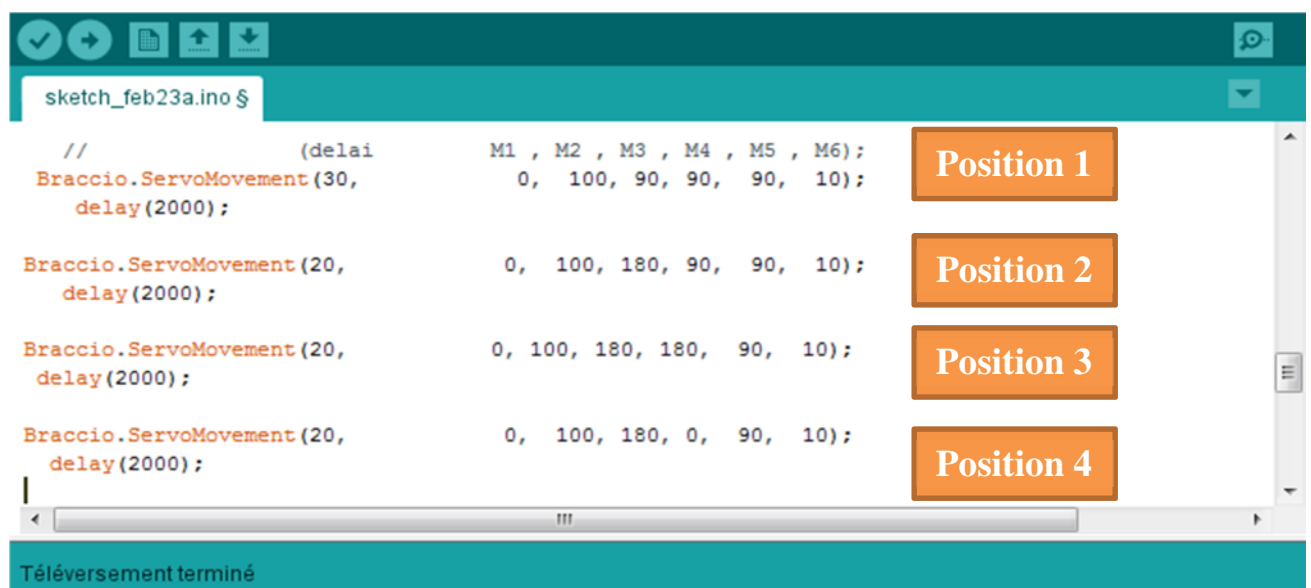 sketch_feb23a.ino §
// (delai M1 , M2 , M3 , M4 , M5 , M6);
Position 1
Braccio.ServoMovement(30, 0, 100, 90, 90, 90, 10);
delay(2000);
Braccio.ServoMovement(20, 0, 100, 180, 90, 90, 10);
Position 2
delay(2000);
Braccio.ServoMovement(20, 0, 100, 180, 180, 90, 10);
Position 3
delay(2000);
Braccio.ServoMovement(20, 0, 100, 180, 0, 90, 10);
Position 4
delay(2000);
Téléversement terminé